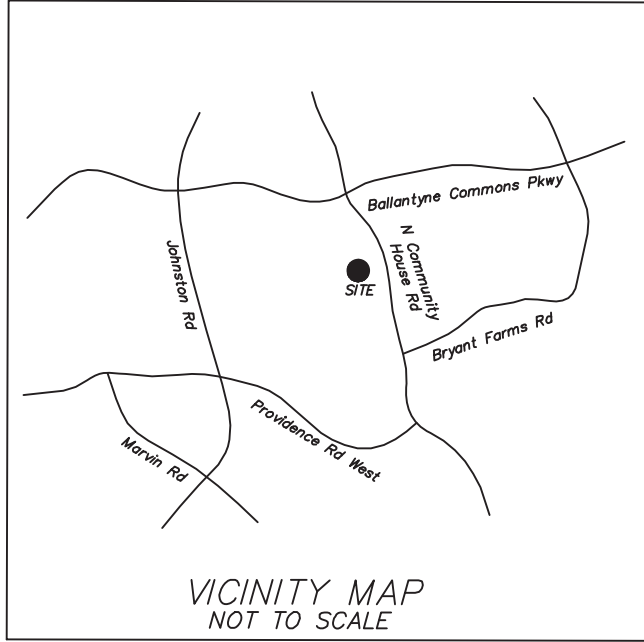 Ballantyne Commons Pkwy
N Community
House Rd
Johnston Rd
SITE
Bryant Farms Rd
Providence Rd West
Marvin Rd
VICINITY MAP
NOT TO SCALE